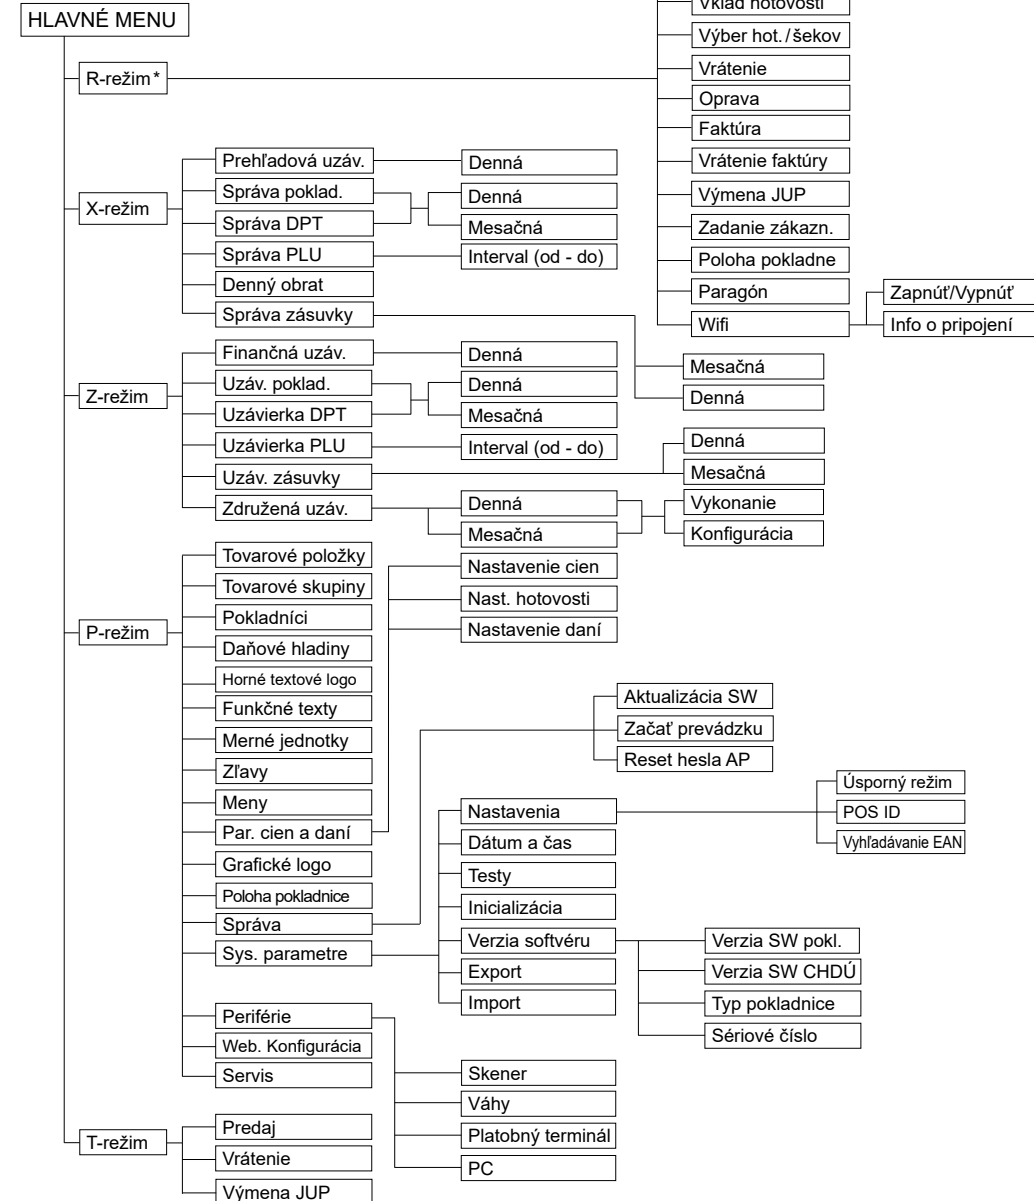 HLAVNÉ MENU
R-režim*
Vklad hotovosti
Výber hot./šekov
Vrátenie
Oprava
Faktúra
Vrátenie faktúry
Výmena JUP
Zadanie zákazn.
Poloha pokladne
Paragón
Wifi
Zapnúť/Vypnúť
Info o pripojení
X-režim
Prehľadová uzáv.
Denná
Správa poklad.
Správa DPT
Denná
Mesačná
Správa PLU
Interval (od - do)
Denný obrat
Správa zásuvky
Mesačná
Denná
Z-režim
Finančná uzáv.
Denná
Uzáv. poklad.
Uzávierka DPT
Denná
Mesačná
Uzávierka PLU
Interval (od - do)
Uzáv. zásuvky
Denná
Mesačná
Združená uzáv.
Denná
Mesačná
Vykonanie
Konfigurácia
P-režim
Tovarové položky
Tovarové skupiny
Pokladníci
Daňové hladiny
Horné textové logo
Funkčné texty
Merné jednotky
Zľavy
Meny
Par. cien a daní
Nastavenie cien
Nast. hotovosti
Nastavenie daní
Grafické logo
Poloha pokladnice
Správa
Aktualizácia SW
Začať prevádzku
Reset hesla AP
Sys. parametre
Nastavenia
Úsporný režim
POS ID
Vyhľadávanie EAN
Dátum a čas
Testy
Inicializácia
Verzia softvéru
Verzia SW pokl.
Verzia SW CHDÚ
Typ pokladnice
Sériové číslo
Export
Import
Periférie
Skener
Váhy
Platobný terminál
PC
Web. Konfigurácia
Servis
T-režim
Predaj
Vrátenie
Výmena JUP